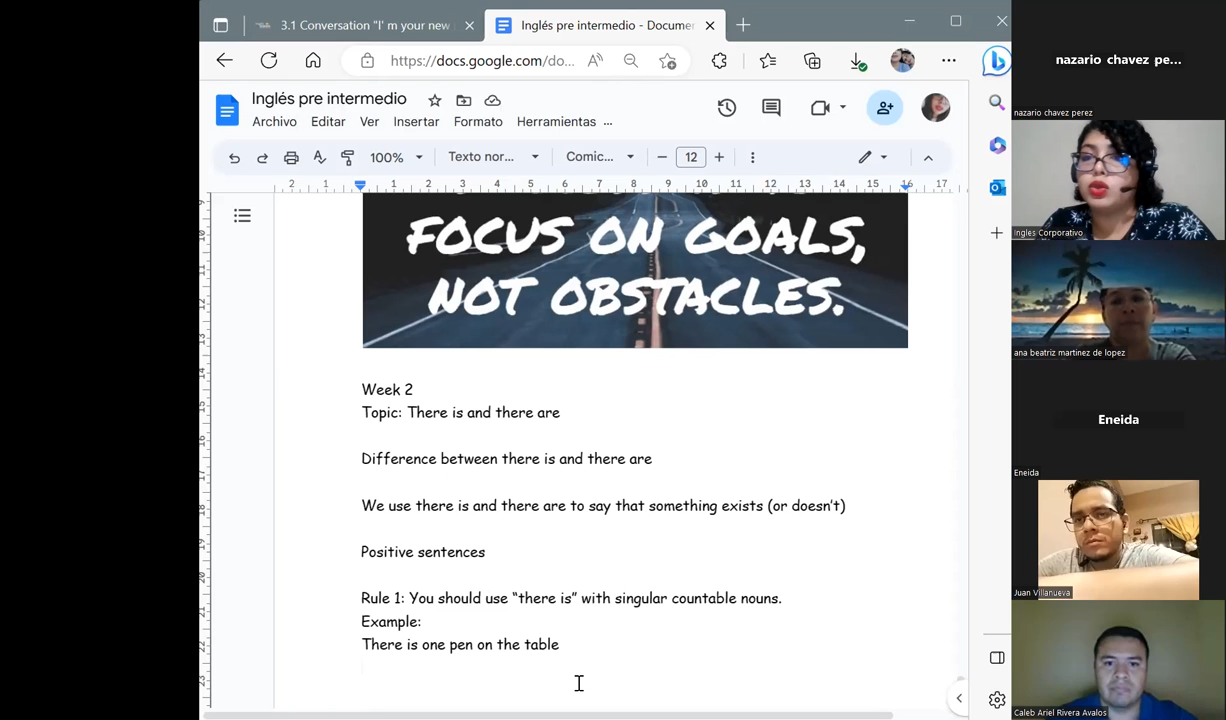 3.1 Conversation "I' m your new
Inglés pre intermedio - Documen
https://docs.google.com/do...
Inglés pre intermedio
Archivo Editar Ver Insertar Formato Herramientas ...
100% Texto nor... Comic... 12
2 1 1 2 3 4 5 6 7 8 9 10 11 12 13 14 15 16 17
FOCUS ON GOALS,
NOT OBSTACLES.
Week 2
Topic: There is and there are
Difference between there is and there are
We use there is and there are to say that something exists (or doesn't)
Positive sentences
Rule 1: You should use “there is” with singular countable nouns.
Example:
There is one pen on the table
nazario chavez pe...
nazario chavez perez
Ingles Corporativo
ana beatriz martinez de lopez
Eneida
Eneida
Juan Villanueva
Caleb Ariel Rivera Avalos